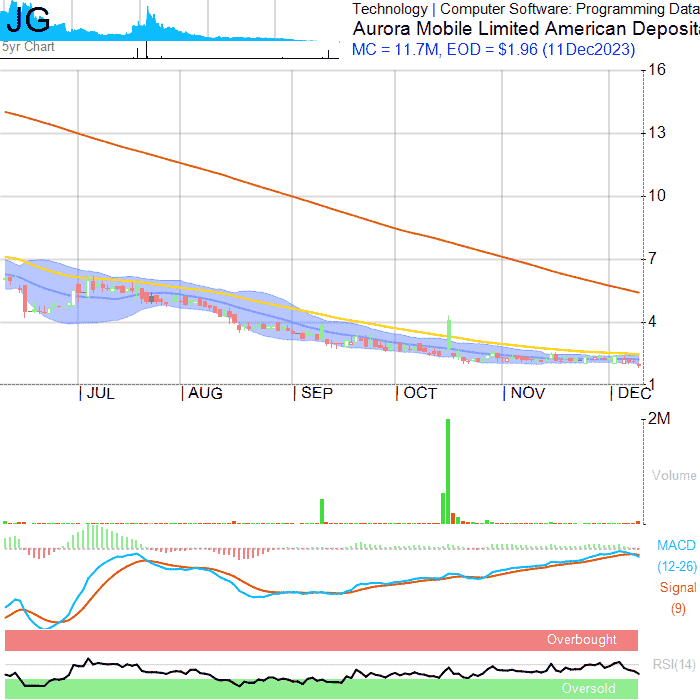 JG
5yr Chart
Technology | Computer Software: Programming Data
Aurora Mobile Limited American Deposit
MC = 11.7M, EOD = $1.96 (11Dec2023)
16
13
10
7
4
1
JUL AUG SEP OCT NOV DEC
2M
Volume
MACD
(12-26)
Signal
(9)
Overbought
RSI(14)
Oversold